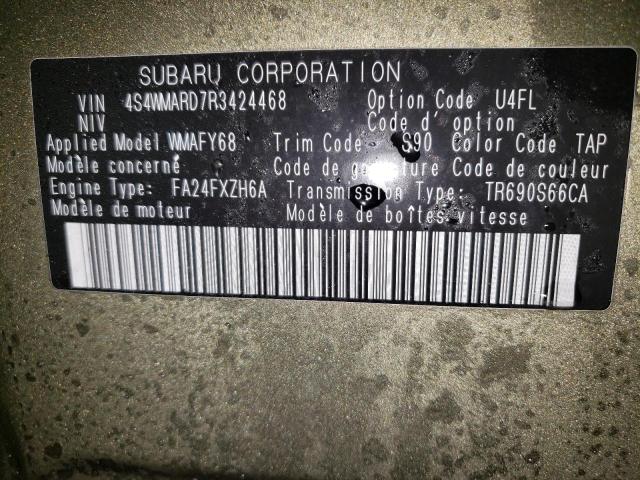 SUBARU CORPORATION
VIN 4S4WMARD7R3424468 Option Code U4FL
NIV Code d'option
Applied Model WMAFY68 Trim Code S90 Color Code TAP
Modèle concerné Code de garniture Code de couleur
Engine Type: FA24FXZH6A Transmission Type: TR690S66CA
Modèle de moteur Modèle de boîtes vitesse